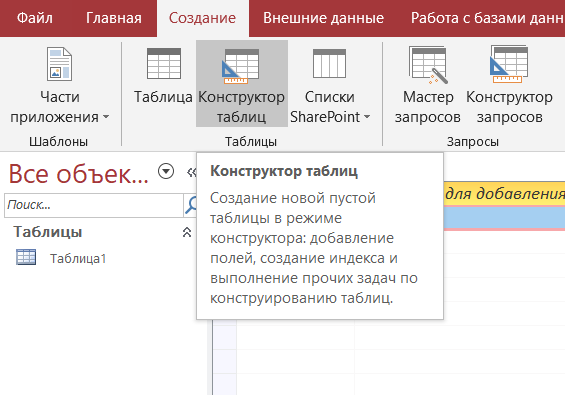 Файл Главная Создание Внешние данные Работа с базами данн
Части приложения
Таблица
Конструктор таблиц
Списки SharePoint
Мастер запросов
Конструктор запросов
Шаблоны Таблицы Запросы
Все объек...
Поиск...
Таблицы
Таблица1
Конструктор таблиц
Создание новой пустой
таблицы в режиме
конструктора: добавление
полей, создание индекса и
выполнение прочих задач по
конструированию таблиц.
для добавления